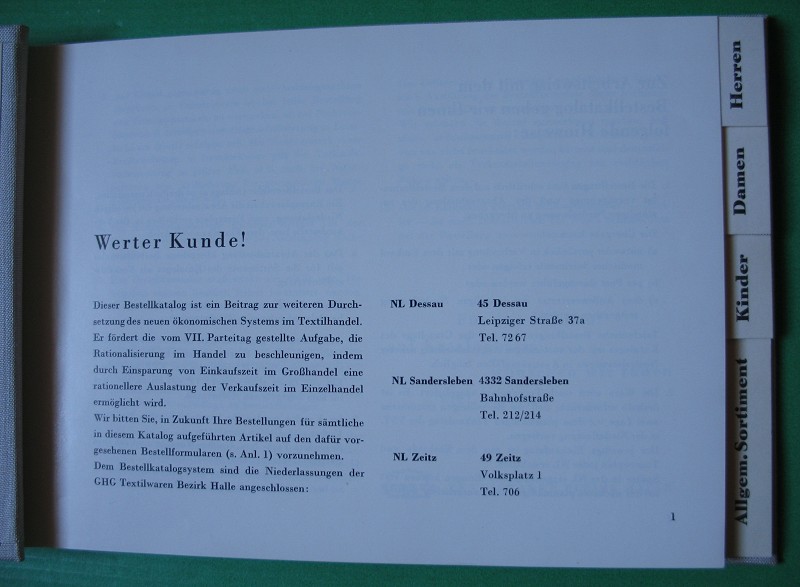 Werter Kunde!
Dieser Bestellkatalog ist ein Beitrag zur weiteren Durch-
setzung des neuen ökonomischen Systems im Textilhandel.
Er fördert die vom VII. Parteitag gestellte Aufgabe, die
Rationalisierung im Handel zu beschleunigen, indem
durch Einsparung von Einkaufszeit im Großhandel eine
rationellere Auslastung der Verkaufszeit im Einzelhandel
ermöglicht wird.
Wir bitten Sie, in Zukunft Ihre Bestellungen für sämtliche
in diesem Katalog aufgeführten Artikel auf den dafür vor-
gesehenen Bestellformularen (s. Anl. 1) vorzunehmen.
Dem Bestellkatalogsystem sind die Niederlassungen der
GHG Textilwaren Bezirk Halle angeschlossen:
NL Dessau 45 Dessau
Leipziger Straße 37a
Tel. 72 67
NL Sandersleben 4332 Sandersleben
Bahnhofstraße
Tel. 212/214
NL Zeitz 49 Zeitz
Volksplatz 1
Tel. 706
1
Herren
Damen
Kinder
Allgem. Sortiment